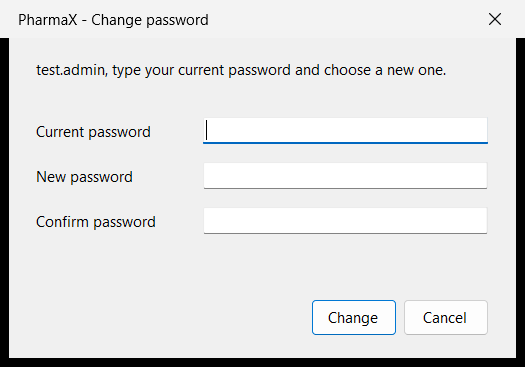 PharmaX - Change password
test.admin, type your current password and choose a new one.
Current password
New password
Confirm password
Change
Cancel